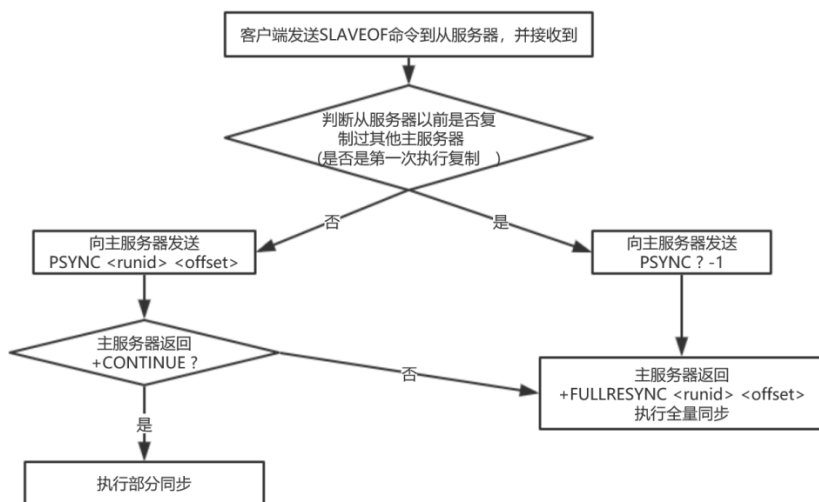 客户端发送SLAVEOF命令到从服务器，并接收到
判断从服务器以前是否复
制过其他主服务器
(是否是第一次执行复制 )
否
是
向主服务器发送
PSYNC <runid> <offset>
向主服务器发送
PSYNC ? -1
主服务器返回
+CONTINUE ?
否
主服务器返回
+FULLRESYNC <runid> <offset>
执行全量同步
是
执行部分同步